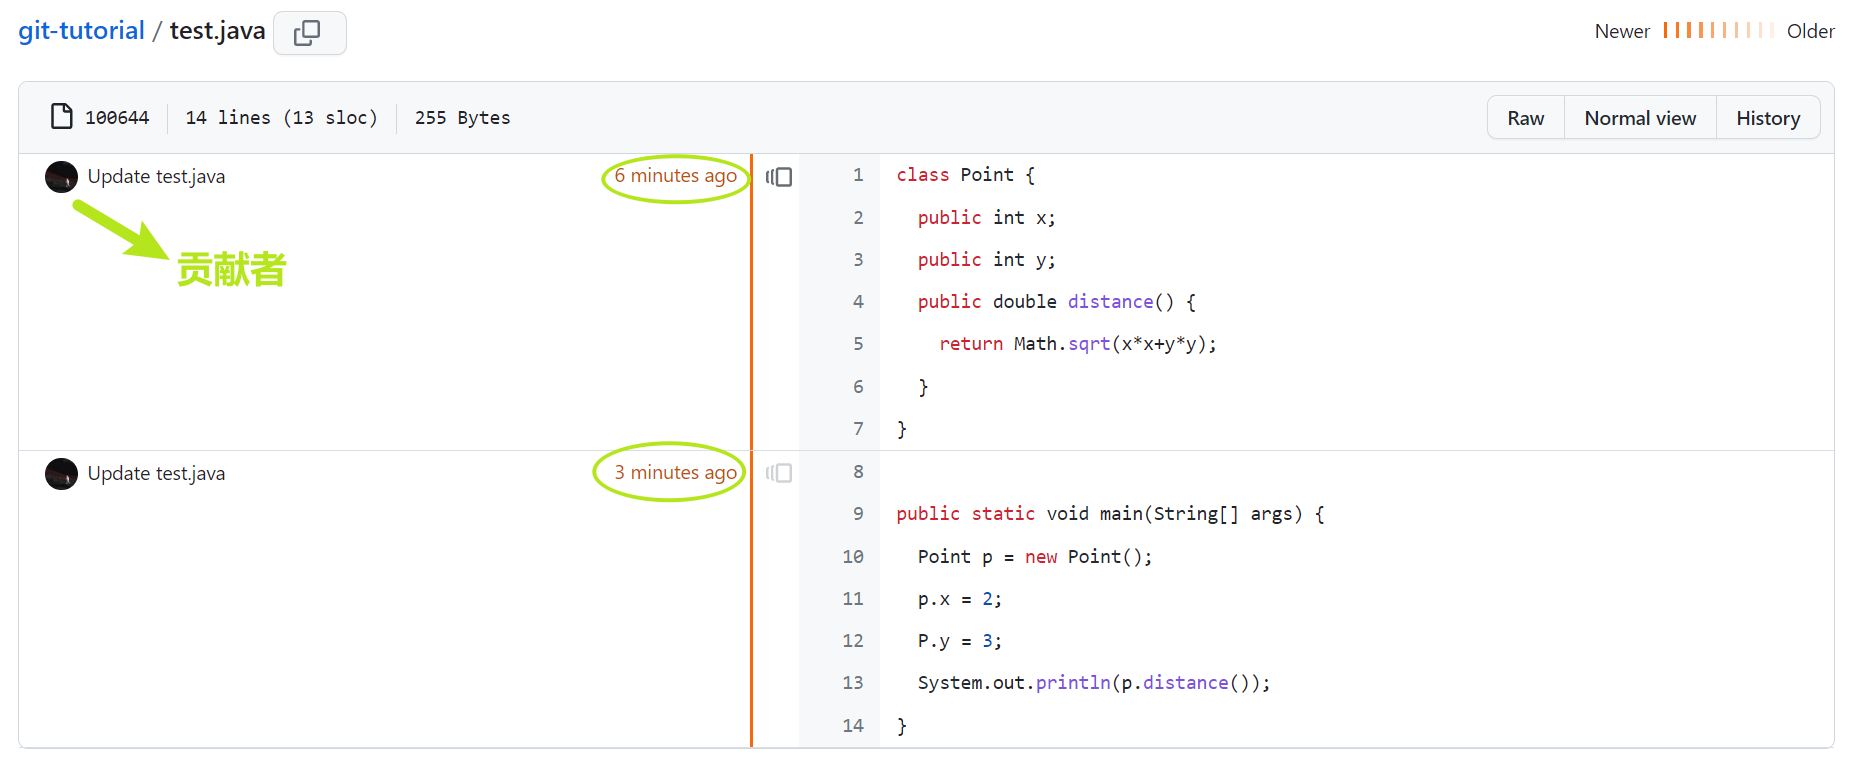 git-tutorial / test.java
Newer Older
100644 14 lines (13 sloc) 255 Bytes
Raw Normal view History
Update test.java 6 minutes ago
贡献者
1 class Point {
2   public int x;
3   public int y;
4   public double distance() {
5     return Math.sqrt(x*x+y*y);
6   }
7 }
Update test.java 3 minutes ago
8
9 public static void main(String[] args) {
10   Point p = new Point();
11   p.x = 2;
12   P.y = 3;
13   System.out.println(p.distance());
14 }